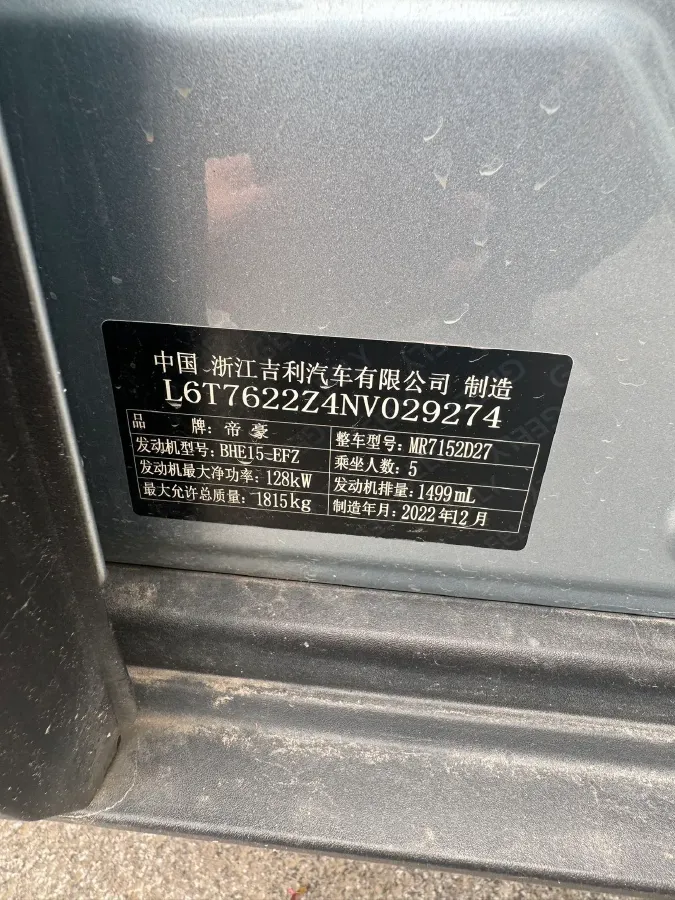 中国 浙江吉利汽车有限公司 制造
L6T7622Z4NV029274
品 牌: 帝豪
整车型号: MR7152D27
发动机型号: BHE15-EFZ
乘坐人数: 5
发动机最大净功率: 128kW
发动机排量: 1499mL
最大允许总质量: 1815kg
制造年月: 2022年12月